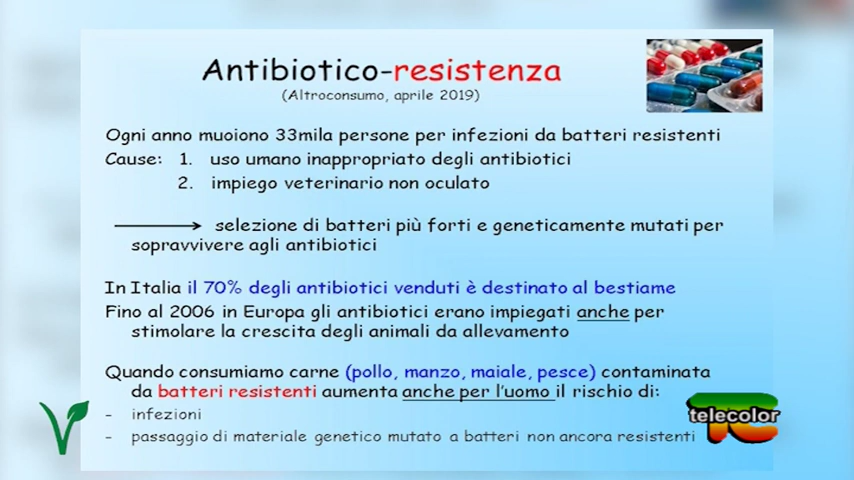 Antibiotico-resistenza
(Altroconsumo, aprile 2019)
Ogni anno muoiono 33mila persone per infezioni da batteri resistenti
Cause: 1. uso umano inappropriato degli antibiotici
2. impiego veterinario non oculato
selezione di batteri più forti e geneticamente mutati per
sopravvivere agli antibiotici
In Italia il 70% degli antibiotici venduti è destinato al bestiame
Fino al 2006 in Europa gli antibiotici erano impiegati anche per
stimolare la crescita degli animali da allevamento
Quando consumiamo carne (pollo, manzo, maiale, pesce) contaminata
da batteri resistenti aumenta anche per l'uomo il rischio di:
- infezioni
- passaggio di materiale genetico mutato a batteri non ancora resistenti
telecolor